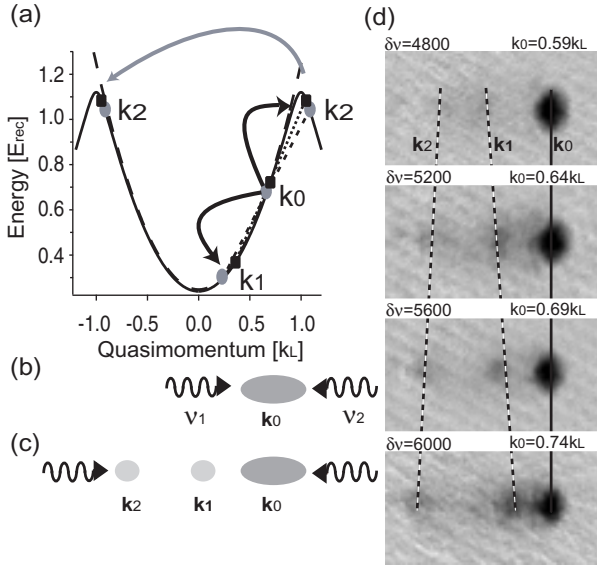 (a)
Energy [Erec]
1.2
1.0
0.8
0.6
0.4
k2
k2
k0
k1
-1.0 -0.5 0.0 0.5 1.0
Quasimomentum [kL]
(b)
ν1 k0 ν2
(c)
k2 k1 k0
(d)
δν=4800 k0=0.59kL
k2 k1 k0
δν=5200 k0=0.64kL
δν=5600 k0=0.69kL
δν=6000 k0=0.74kL